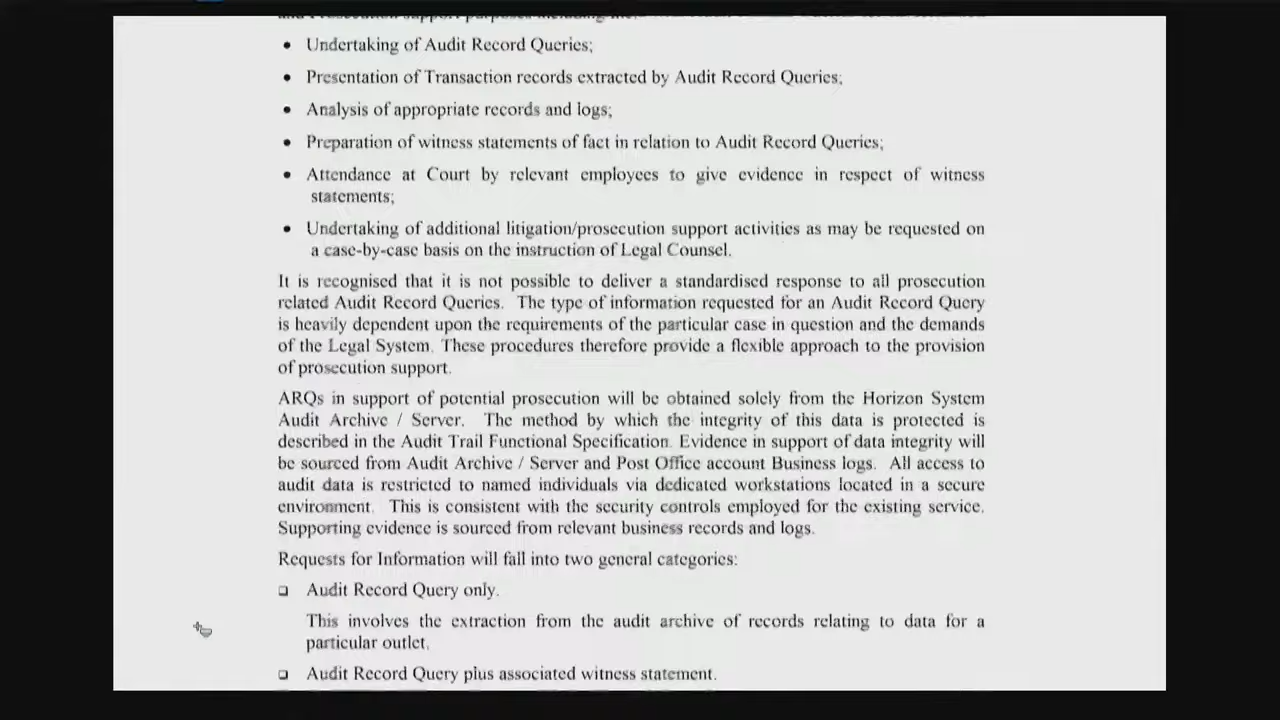 • Undertaking of Audit Record Queries;
• Presentation of Transaction records extracted by Audit Record Queries;
• Analysis of appropriate records and logs;
• Preparation of witness statements of fact in relation to Audit Record Queries;
• Attendance at Court by relevant employees to give evidence in respect of witness
statements;
• Undertaking of additional litigation/prosecution support activities as may be requested on
a case-by-case basis on the instruction of Legal Counsel.
It is recognised that it is not possible to deliver a standardised response to all prosecution
related Audit Record Queries. The type of information requested for an Audit Record Query
is heavily dependent upon the requirements of the particular case in question and the demands
of the Legal System. These procedures therefore provide a flexible approach to the provision
of prosecution support.
ARQs in support of potential prosecution will be obtained solely from the Horizon System
Audit Archive / Server. The method by which the integrity of this data is protected is
described in the Audit Trail Functional Specification. Evidence in support of data integrity will
be sourced from Audit Archive / Server and Post Office account Business logs. All access to
audit data is restricted to named individuals via dedicated workstations located in a secure
environment. This is consistent with the security controls employed for the existing service.
Supporting evidence is sourced from relevant business records and logs.
Requests for Information will fall into two general categories:
❑ Audit Record Query only.
This involves the extraction from the audit archive of records relating to data for a
particular outlet.
❑ Audit Record Query plus associated witness statement.